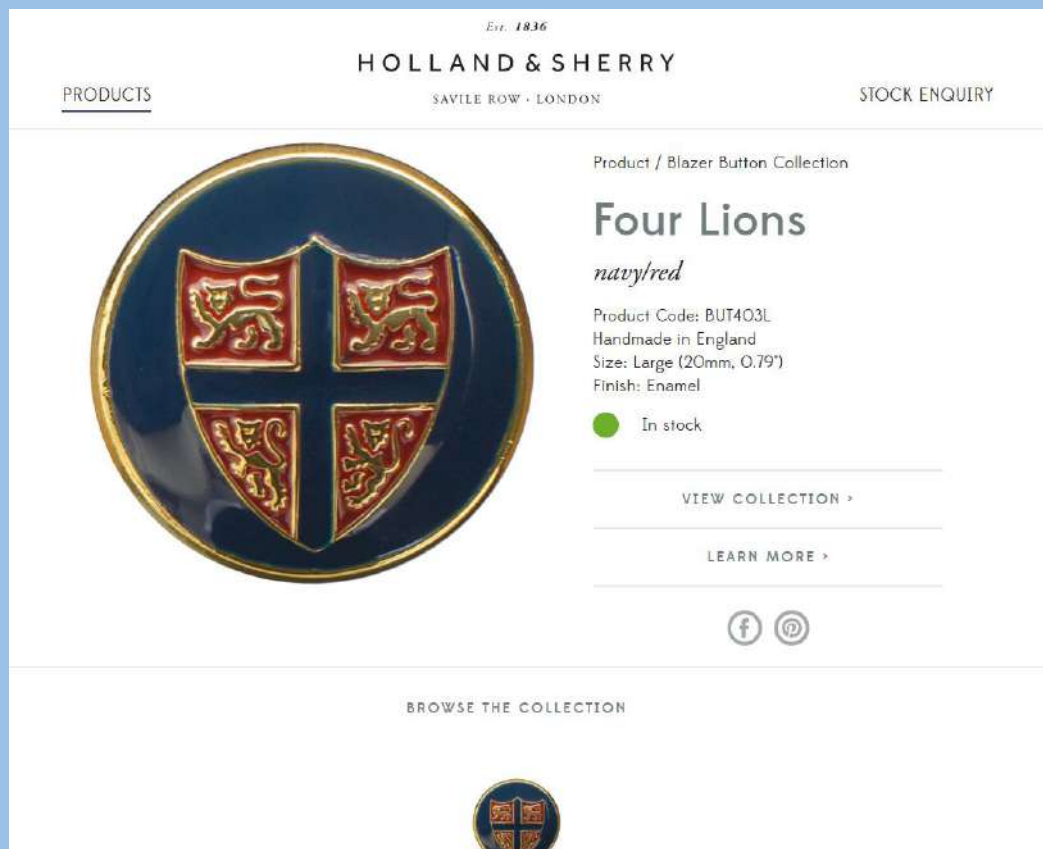 Est. 1836
HOLLAND & SHERRY
SAVILE ROW · LONDON
PRODUCTS
STOCK ENQUIRY
Product / Blazer Button Collection
Four Lions
navy/red
Product Code: BUT403L
Handmade in England
Size: Large (20mm, 0.79")
Finish: Enamel
In stock
VIEW COLLECTION ›
LEARN MORE ›
BROWSE THE COLLECTION